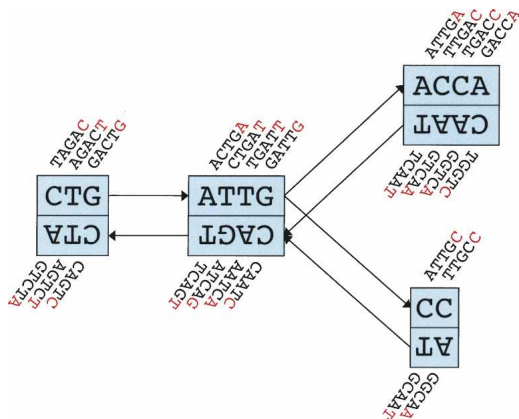 TAGAC
AGACT
GACTG
CTG
CTA
GTCTA
AGTCT
CAGTC
ACTGA
CTGAT
TGATT
GATTG
ATTG
CAGT
TCAGT
ATCAG
AATCA
CAATC
ATTGA
TTGAC
TGACC
GACCA
ACCA
CAAT
TCAAT
GTCAA
GGTCA
TGGTC
ATTGC
TTGCC
CC
AT
GCAAT
GGCAA